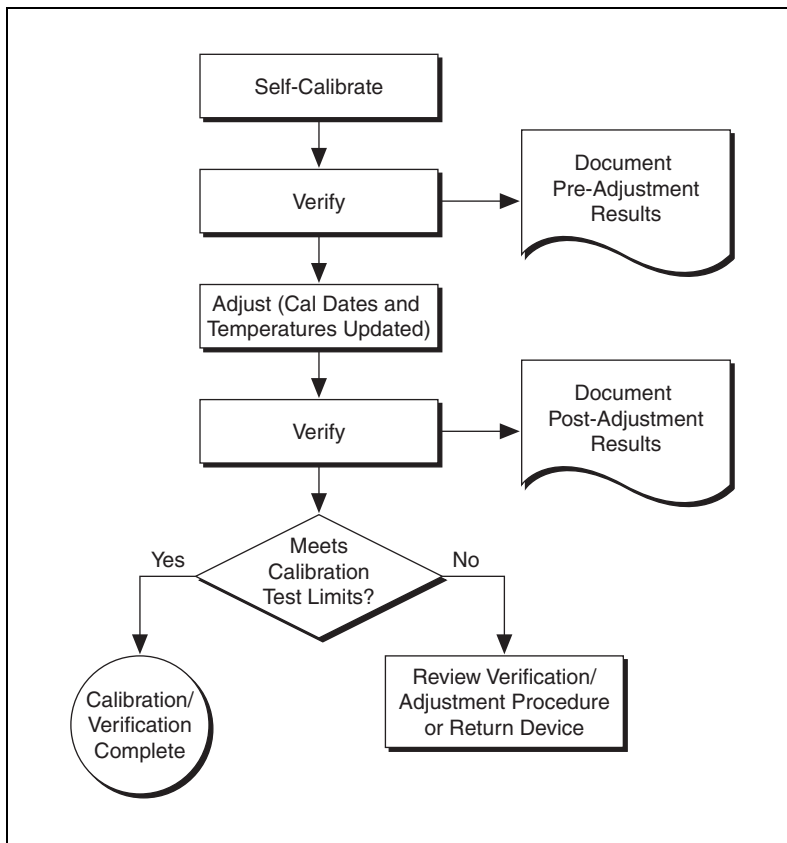 Self-Calibrate
Verify
Document
Pre-Adjustment
Results
Adjust (Cal Dates and
Temperatures Updated)
Verify
Document
Post-Adjustment
Results
Meets
Calibration
Test Limits?
Yes
No
Calibration/
Verification
Complete
Review Verification/
Adjustment Procedure
or Return Device